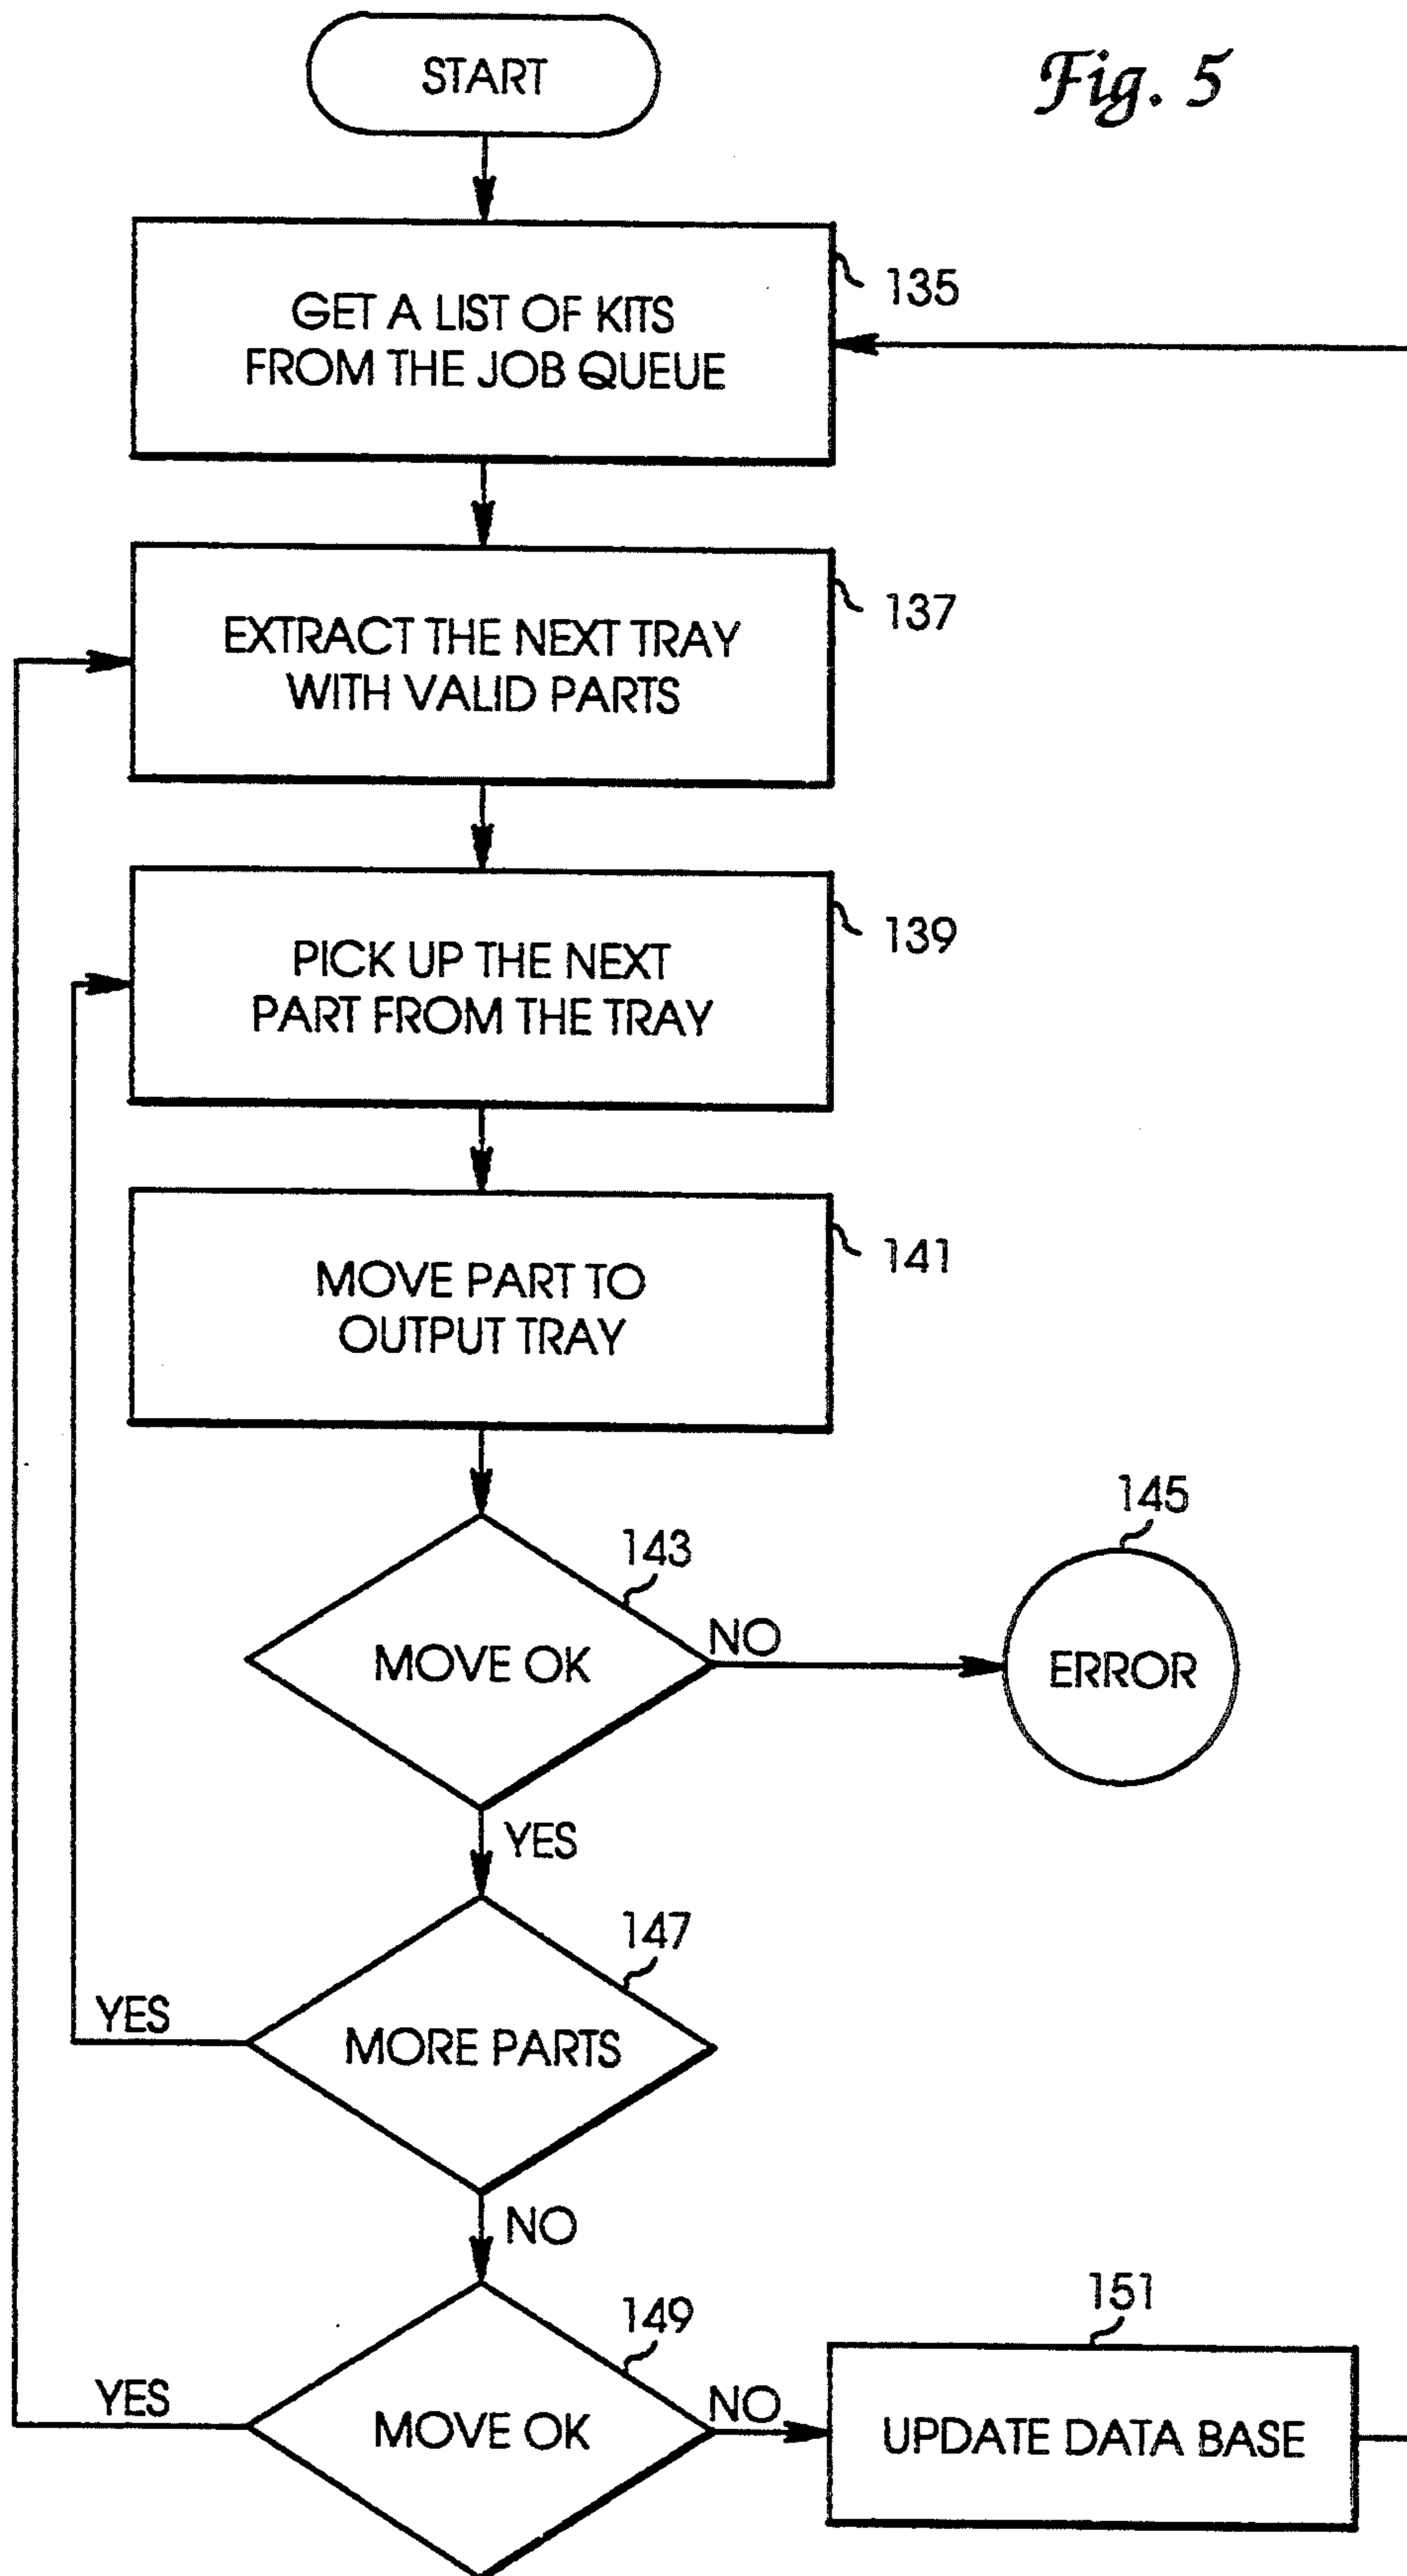 Fig. 5
START
GET A LIST OF KITS
FROM THE JOB QUEUE
135
EXTRACT THE NEXT TRAY
WITH VALID PARTS
137
PICK UP THE NEXT
PART FROM THE TRAY
139
MOVE PART TO
OUTPUT TRAY
141
143
MOVE OK
NO
145
ERROR
YES
147
MORE PARTS
YES
NO
149
MOVE OK
YES
NO
151
UPDATE DATA BASE